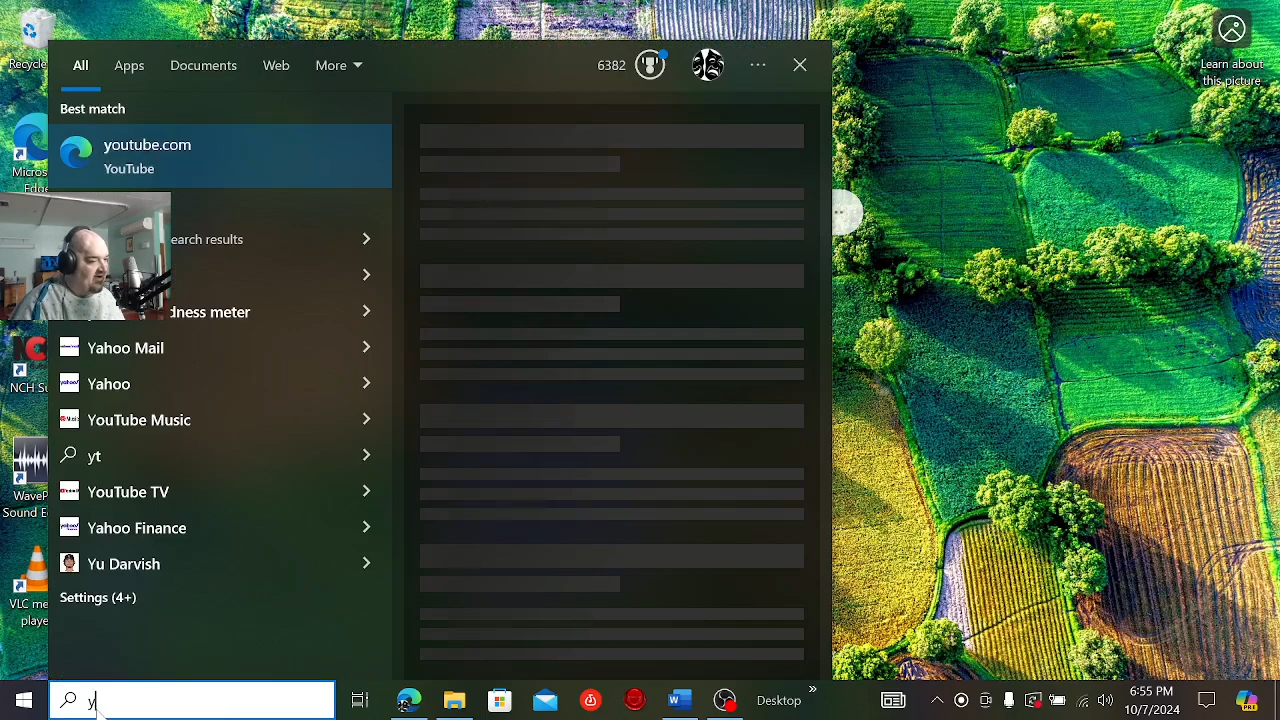 Recycle
Learn about
this picture
All Apps Documents Web More 6382
Best match
youtube.com
YouTube
Micros
Edge
earch results
dness meter
Yahoo Mail
NCH Su
Yahoo
YouTube Music
yt
WaveP
Sound E
YouTube TV
Yahoo Finance
Yu Darvish
VLC me
playe
Settings (4+)
y
Desktop
6:55 PM
10/7/2024